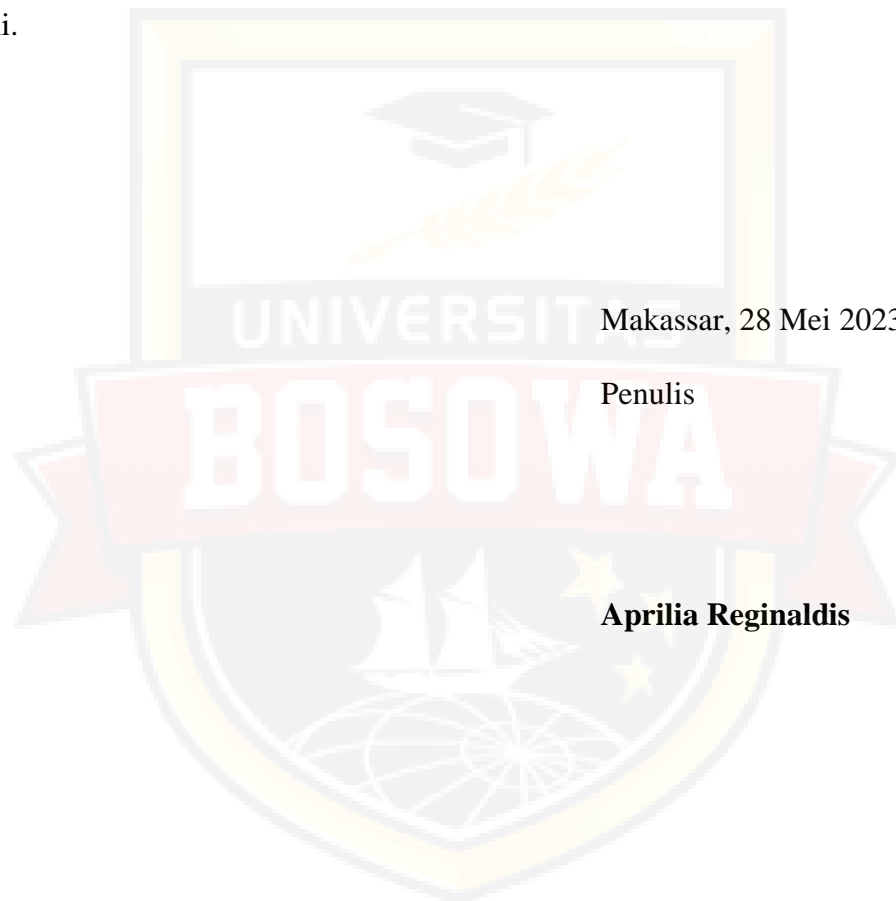 i.
UNIVERSITAS
Makassar, 28 Mei 2023
Penulis
BOSOWA
Aprilia Reginaldis